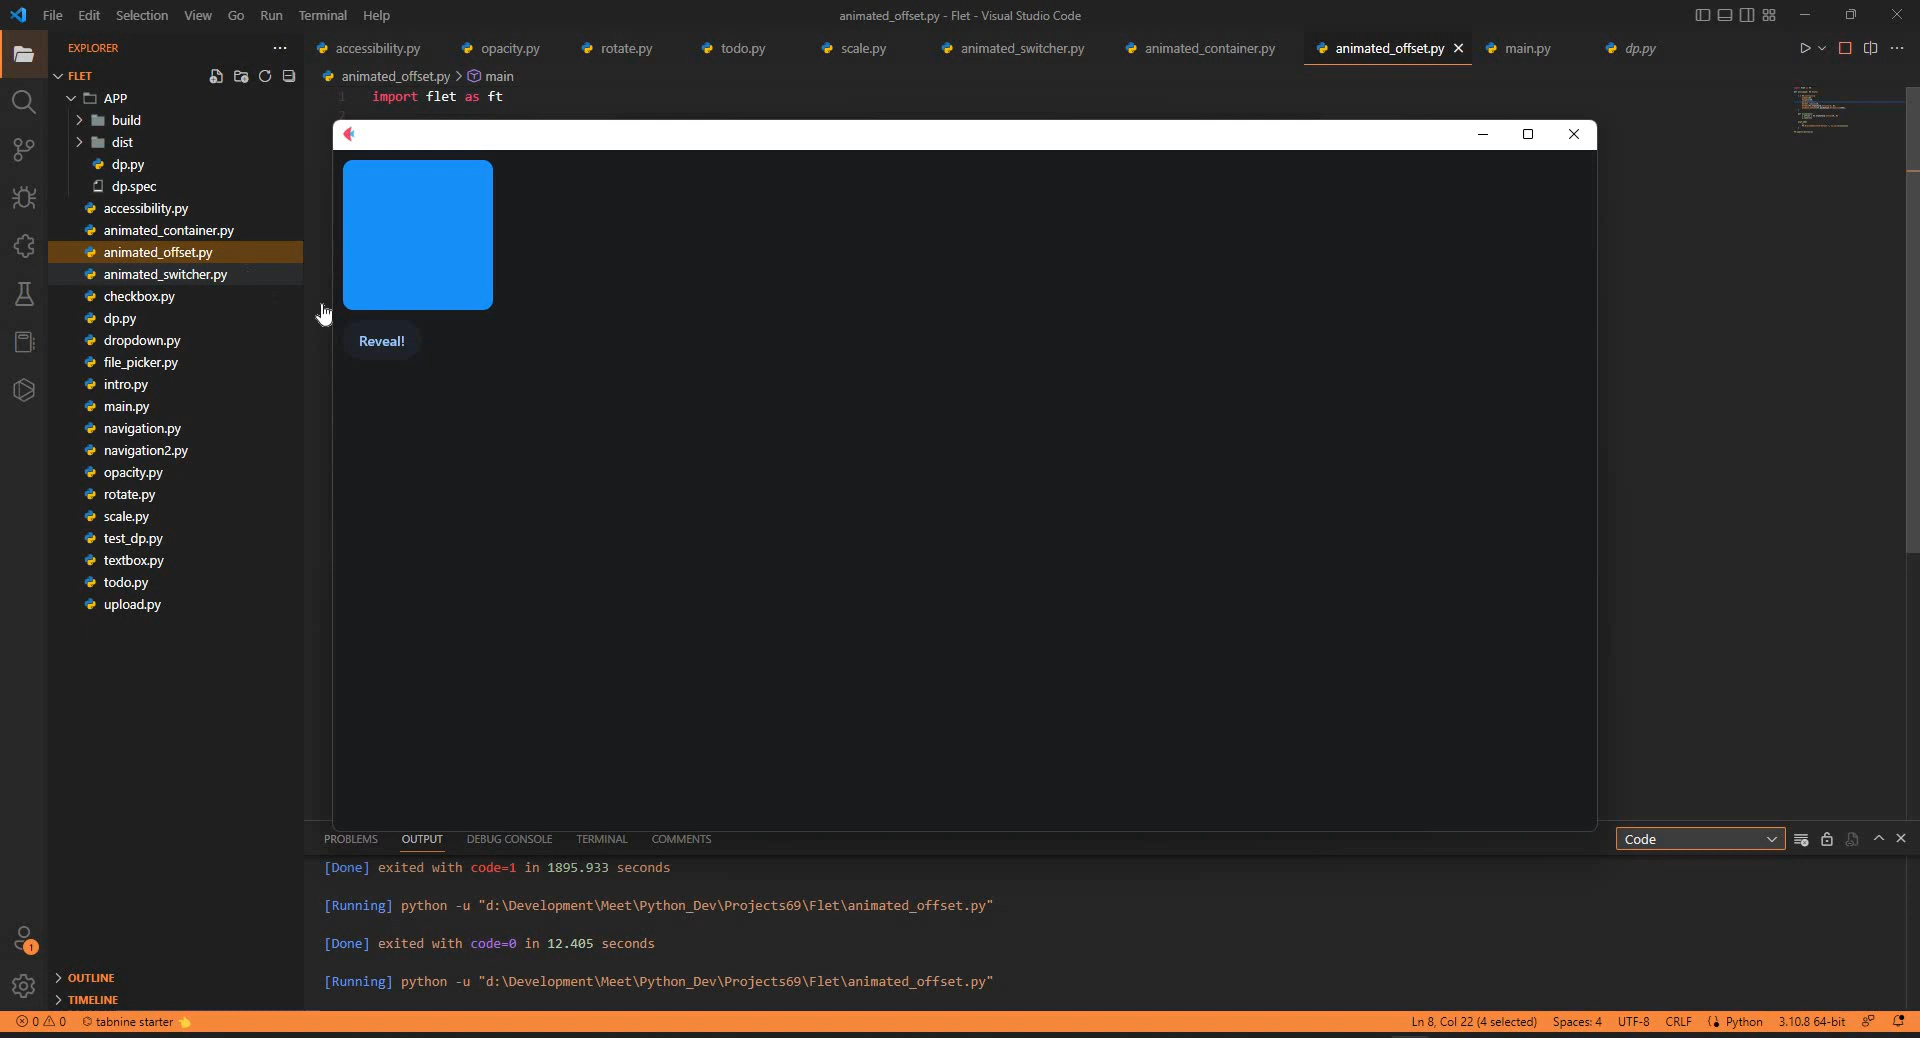 File Edit Selection View Go Run Terminal Help
animated_offset.py - Flet - Visual Studio Code
EXPLORER
accessibility.py opacity.py rotate.py todo.py scale.py animated_switcher.py animated_container.py animated_offset.py main.py dp.py
FLET
animated_offset.py > main
1 import flet as ft
2
APP
build
dist
dp.py
dp.spec
accessibility.py
animated_container.py
animated_offset.py
animated_switcher.py
checkbox.py
dp.py
dropdown.py
file_picker.py
intro.py
main.py
navigation.py
navigation2.py
opacity.py
rotate.py
scale.py
test_dp.py
textbox.py
todo.py
upload.py
Reveal!
PROBLEMS OUTPUT DEBUG CONSOLE TERMINAL COMMENTS
Code
[Done] exited with code=1 in 1895.933 seconds
[Running] python -u "d:\Development\Meet\Python_Dev\Projects69\Flet\animated_offset.py"
[Done] exited with code=0 in 12.405 seconds
[Running] python -u "d:\Development\Meet\Python_Dev\Projects69\Flet\animated_offset.py"
1
OUTLINE
TIMELINE
0 0 tabnine starter
Ln 8, Col 22 (4 selected) Spaces: 4 UTF-8 CRLF Python 3.10.8 64-bit